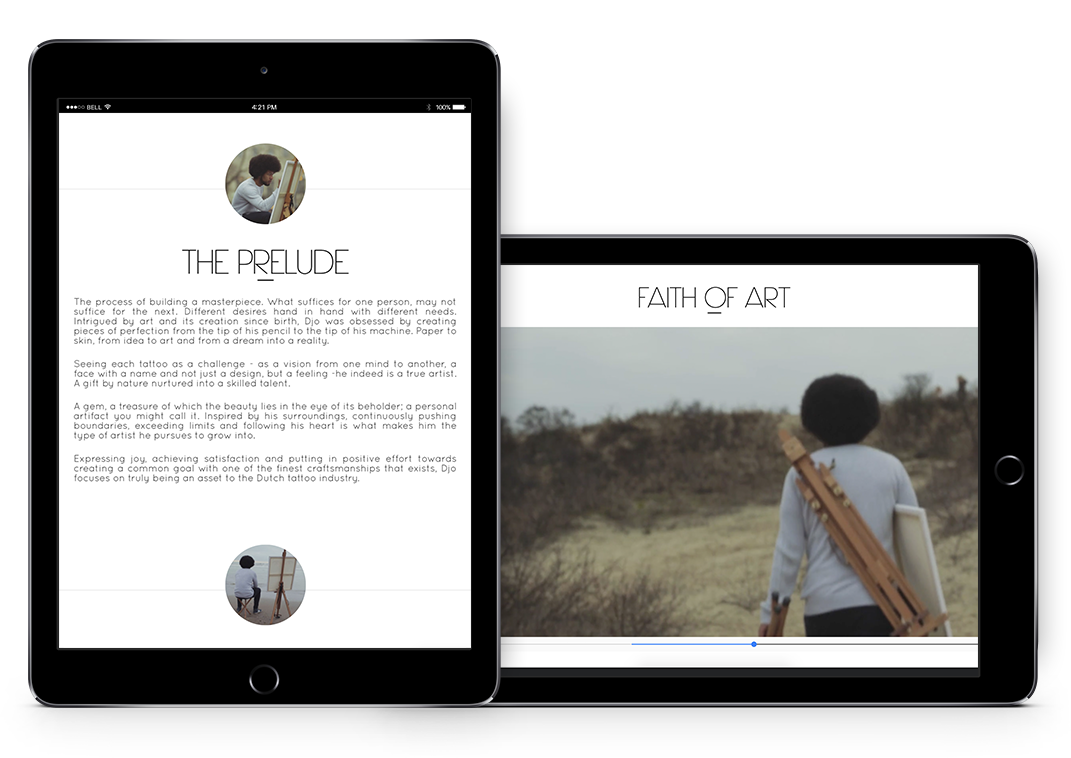 BELL
4:21 PM
100%
THE PRELUDE
The process of building a masterpiece. What suffices for one person, may not
suffice for the next. Different desires hand in hand with different needs.
Intrigued by art and its creation since birth, Djo was obsessed by creating
pieces of perfection from the tip of his pencil to the tip of his machine. Paper to
skin, from idea to art and from a dream into a reality.
Seeing each tattoo as a challenge - as a vision from one mind to another, a
face with a name and not just a design, but a feeling -he indeed is a true artist.
A gift by nature nurtured into a skilled talent.
A gem, a treasure of which the beauty lies in the eye of its beholder; a personal
artifact you might call it. Inspired by his surroundings, continuously pushing
boundaries, exceeding limits and following his heart is what makes him the
type of artist he pursues to grow into.
Expressing joy, achieving satisfaction and putting in positive effort towards
creating a common goal with one of the finest craftsmanships that exists, Djo
focuses on truly being an asset to the Dutch tattoo industry.
FAITH OF ART